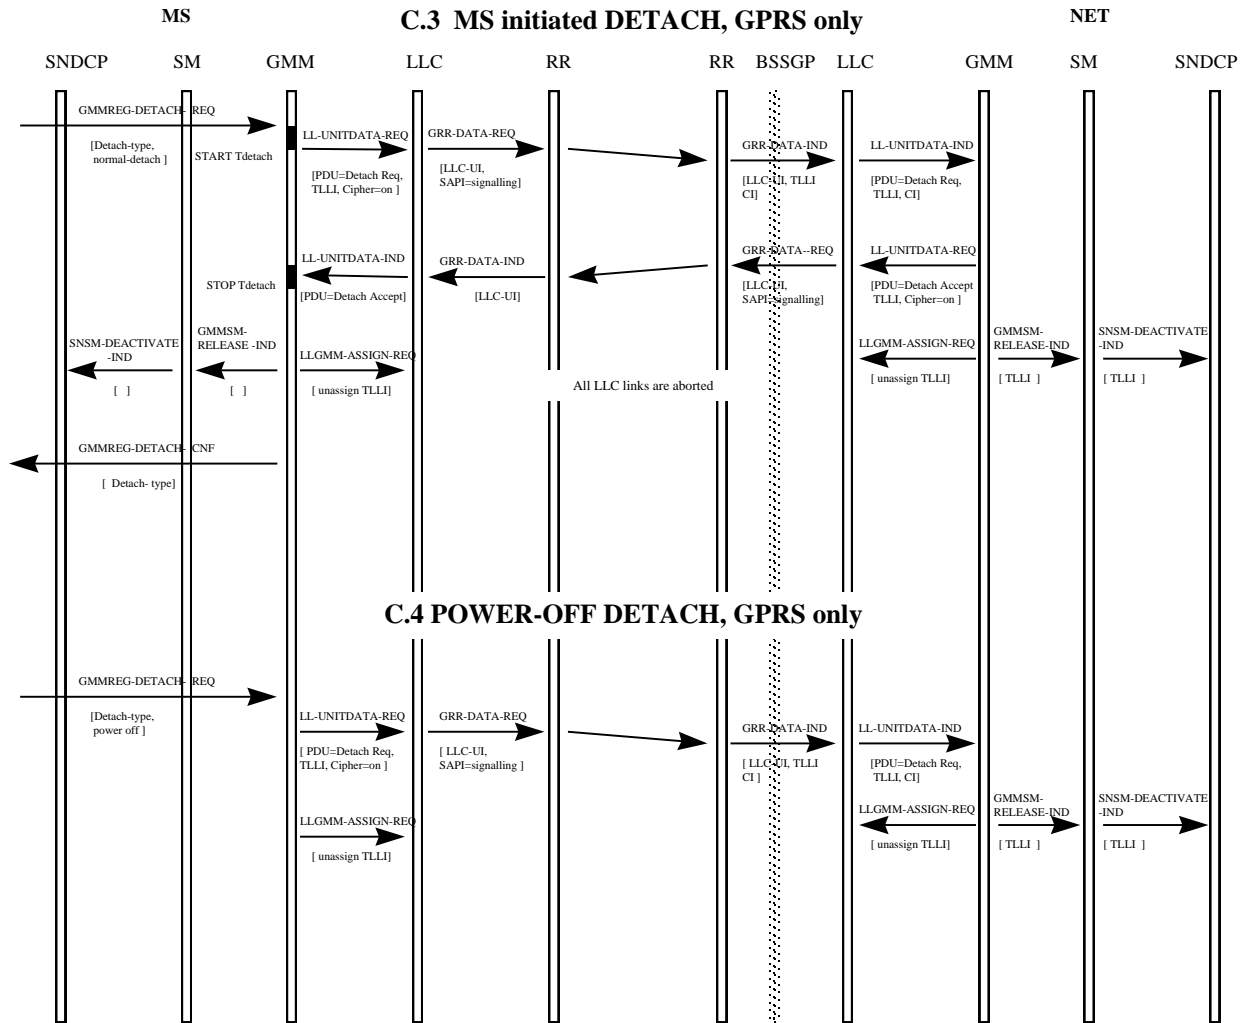 MS
C.3 MS initiated DETACH, GPRS only
NET
SNDCP SM GMM LLC RR RR BSSGP LLC GMM SM SNDCP
GMMREG-DETACH- REQ
[Detach-type,
normal-detach ]
START Tdetach
LL-UNITDATA-REQ
[PDU=Detach Req,
TLLI, Cipher=on ]
GRR-DATA-REQ
[LLC-UI,
SAPI=signalling]
GRR-DATA-IND
[LLC-UI, TLLI
CI]
LL-UNITDATA-IND
[PDU=Detach Req,
TLLI, CI]
STOP Tdetach
LL-UNITDATA-IND
[PDU=Detach Accept]
GRR-DATA-IND
[LLC-UI]
GRR-DATA--REQ
[LLC-UI,
SAPI=signalling]
LL-UNITDATA-REQ
[PDU=Detach Accept
TLLI, Cipher=on ]
SNSM-DEACTIVATE
-IND
[ ]
GMMSM-
RELEASE -IND
[ ]
LLGMM-ASSIGN-REQ
[ unassign TLLI]
All LLC links are aborted
LLGMM-ASSIGN-REQ
[ unassign TLLI]
GMMSM-
RELEASE-IND
[ TLLI ]
SNSM-DEACTIVATE
-IND
[ TLLI ]
GMMREG-DETACH- CNF
[ Detach- type]
C.4 POWER-OFF DETACH, GPRS only
GMMREG-DETACH- REQ
[Detach-type,
power off ]
LL-UNITDATA-REQ
[ PDU=Detach Req,
TLLI, Cipher=on ]
GRR-DATA-REQ
[ LLC-UI,
SAPI=signalling ]
GRR-DATA-IND
[ LLC-UI, TLLI
CI ]
LL-UNITDATA-IND
[PDU=Detach Req,
TLLI, CI]
LLGMM-ASSIGN-REQ
[ unassign TLLI]
LLGMM-ASSIGN-REQ
[ unassign TLLI]
GMMSM-
RELEASE-IND
[ TLLI ]
SNSM-DEACTIVATE
-IND
[ TLLI ]